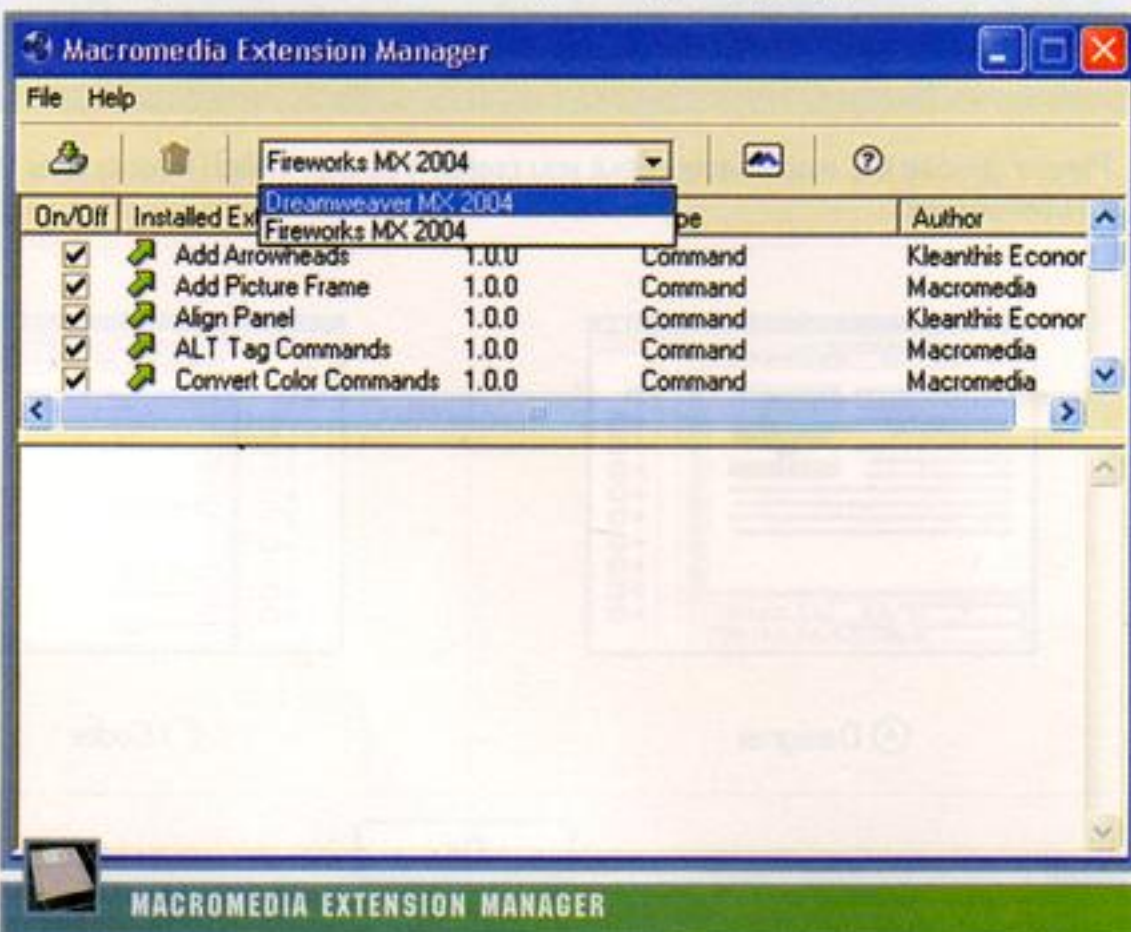 Macromedia Extension Manager
File Help
Fireworks MX 2004
Dreamweaver MX 2004
Fireworks MX 2004
On/Off Installed Ex pe Author
Add Arrowheads 1.0.0 Command Kleanthis Econor
Add Picture Frame 1.0.0 Command Macromedia
Align Panel 1.0.0 Command Kleanthis Econor
ALT Tag Commands 1.0.0 Command Macromedia
Convert Color Commands 1.0.0 Command Macromedia
MACROMEDIA EXTENSION MANAGER